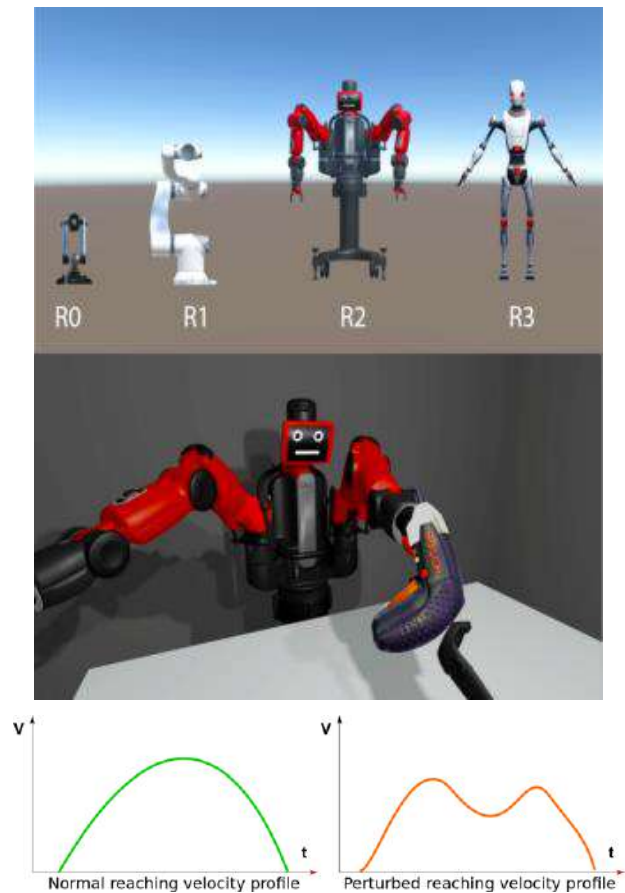 R0 R1 R2 R3
V V
t t
Normal reaching velocity profile Perturbed reaching velocity profile